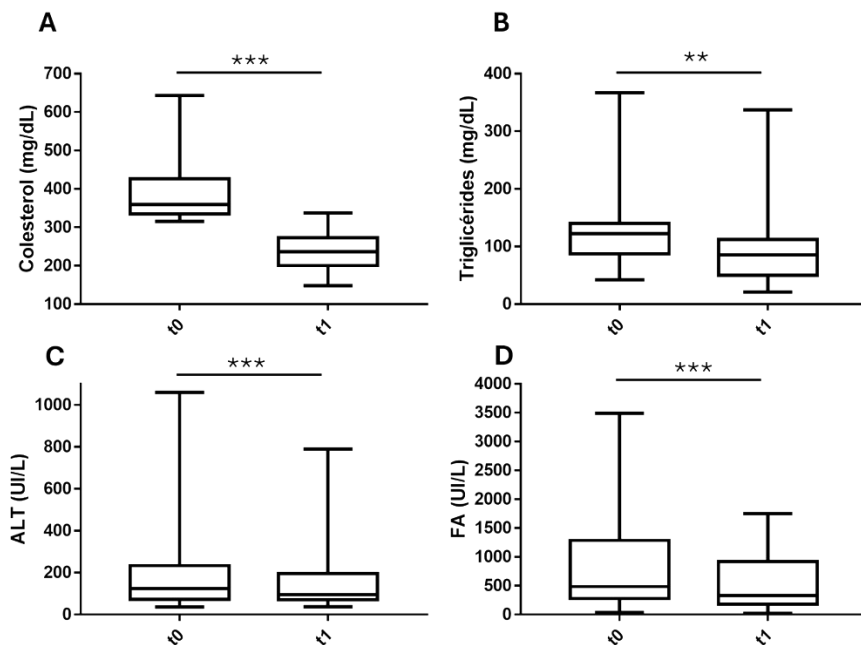 A
***
Colesterol (mg/dL)
700
600
500
400
300
200
100
t0
t1
B
**
Triglicérides (mg/dL)
400
300
200
100
0
t0
t1
C
***
ALT (UI/L)
1000
800
600
400
200
0
t0
t1
D
***
FA (UI/L)
4000
3500
3000
2500
2000
1500
1000
500
0
t0
t1